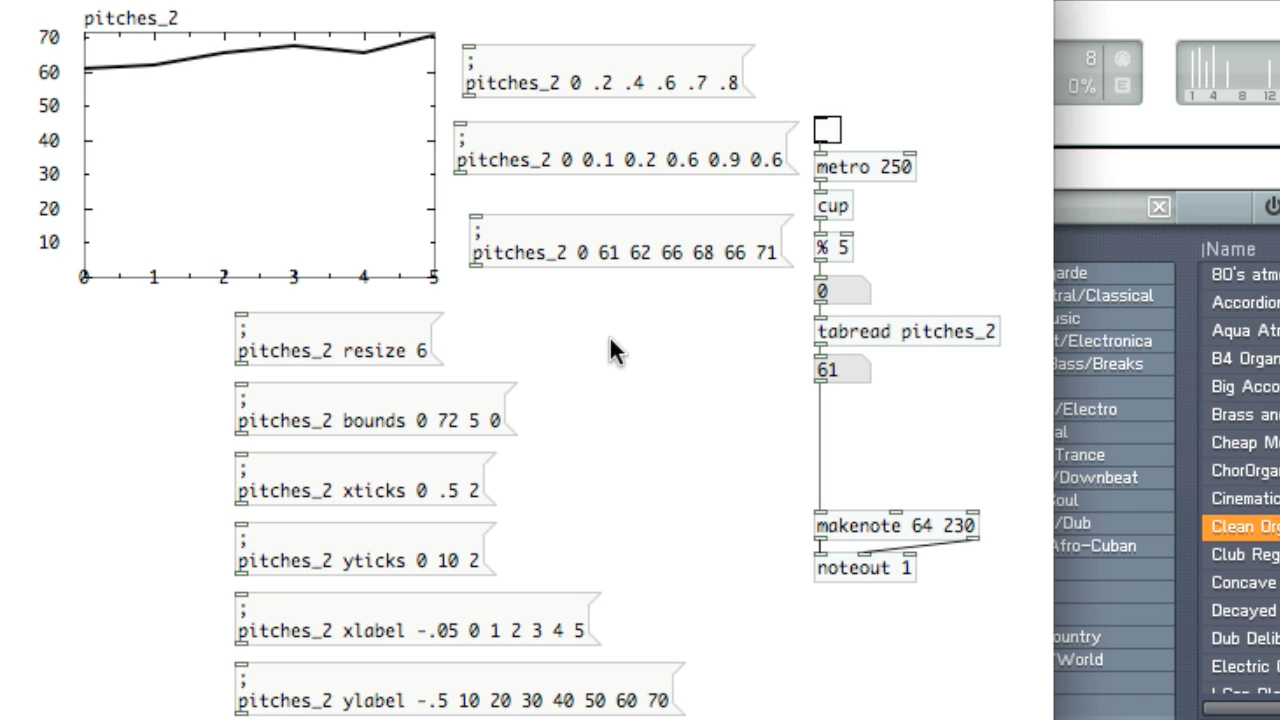 pitches_2
70
60
50
40
30
20
10
0 1 2 3 4 5
;
pitches_2 0 .2 .4 .6 .7 .8
;
pitches_2 0 0.1 0.2 0.6 0.9 0.6
;
pitches_2 0 61 62 66 68 66 71
;
pitches_2 resize 6
;
pitches_2 bounds 0 72 5 0
;
pitches_2 xticks 0 .5 2
;
pitches_2 yticks 0 10 2
;
pitches_2 xlabel -.05 0 1 2 3 4 5
;
pitches_2 ylabel -.5 10 20 30 40 50 60 70
metro 250
cup
% 5
0
tabread pitches_2
61
makenote 64 230
noteout 1
8
0% E
1 4 8 12
Name
arde
tral/Classical
usic
t/Electronica
Bass/Breaks
/Electro
al
Trance
/Downbeat
oul
/Dub
Afro-Cuban
ountry
/World
80's atm
Accordion
Aqua At
B4 Organ
Big Acco
Brass an
Cheap M
ChorOrga
Cinematic
Clean Or
Club Reg
Concave
Decayed
Dub Delib
Electric